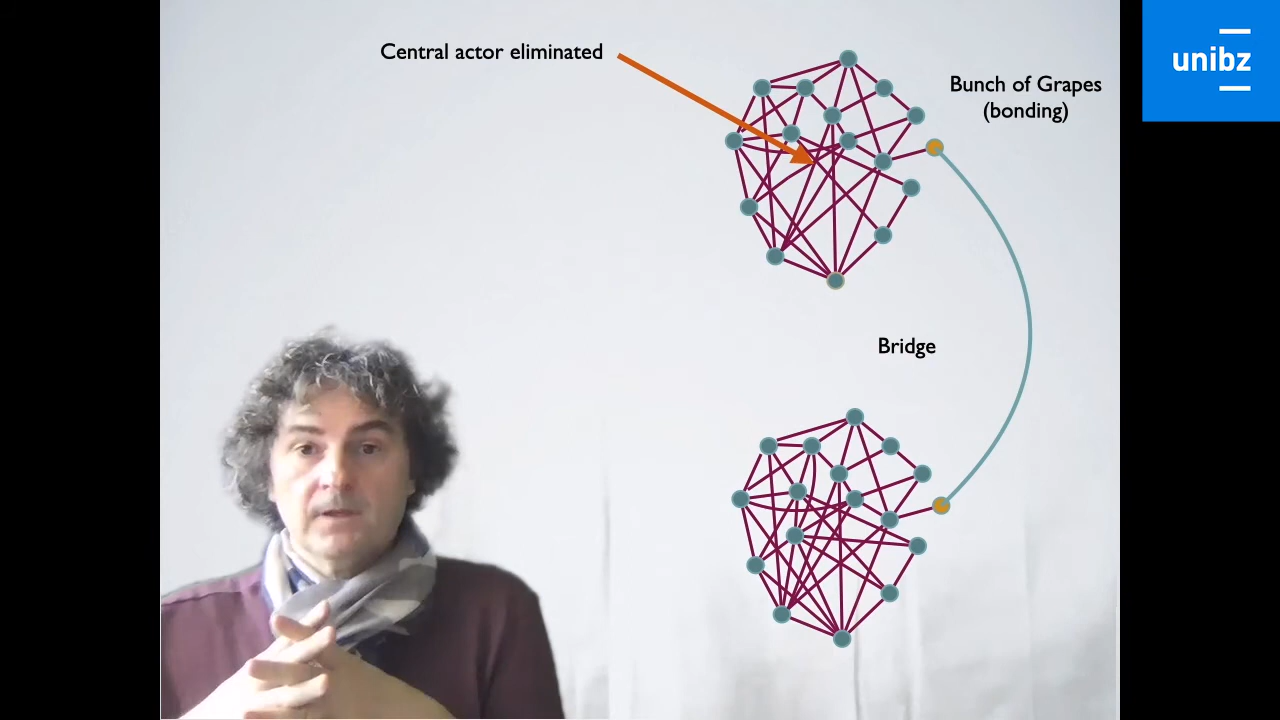 Central actor eliminated
Bunch of Grapes
(bonding)
unibz
Bridge